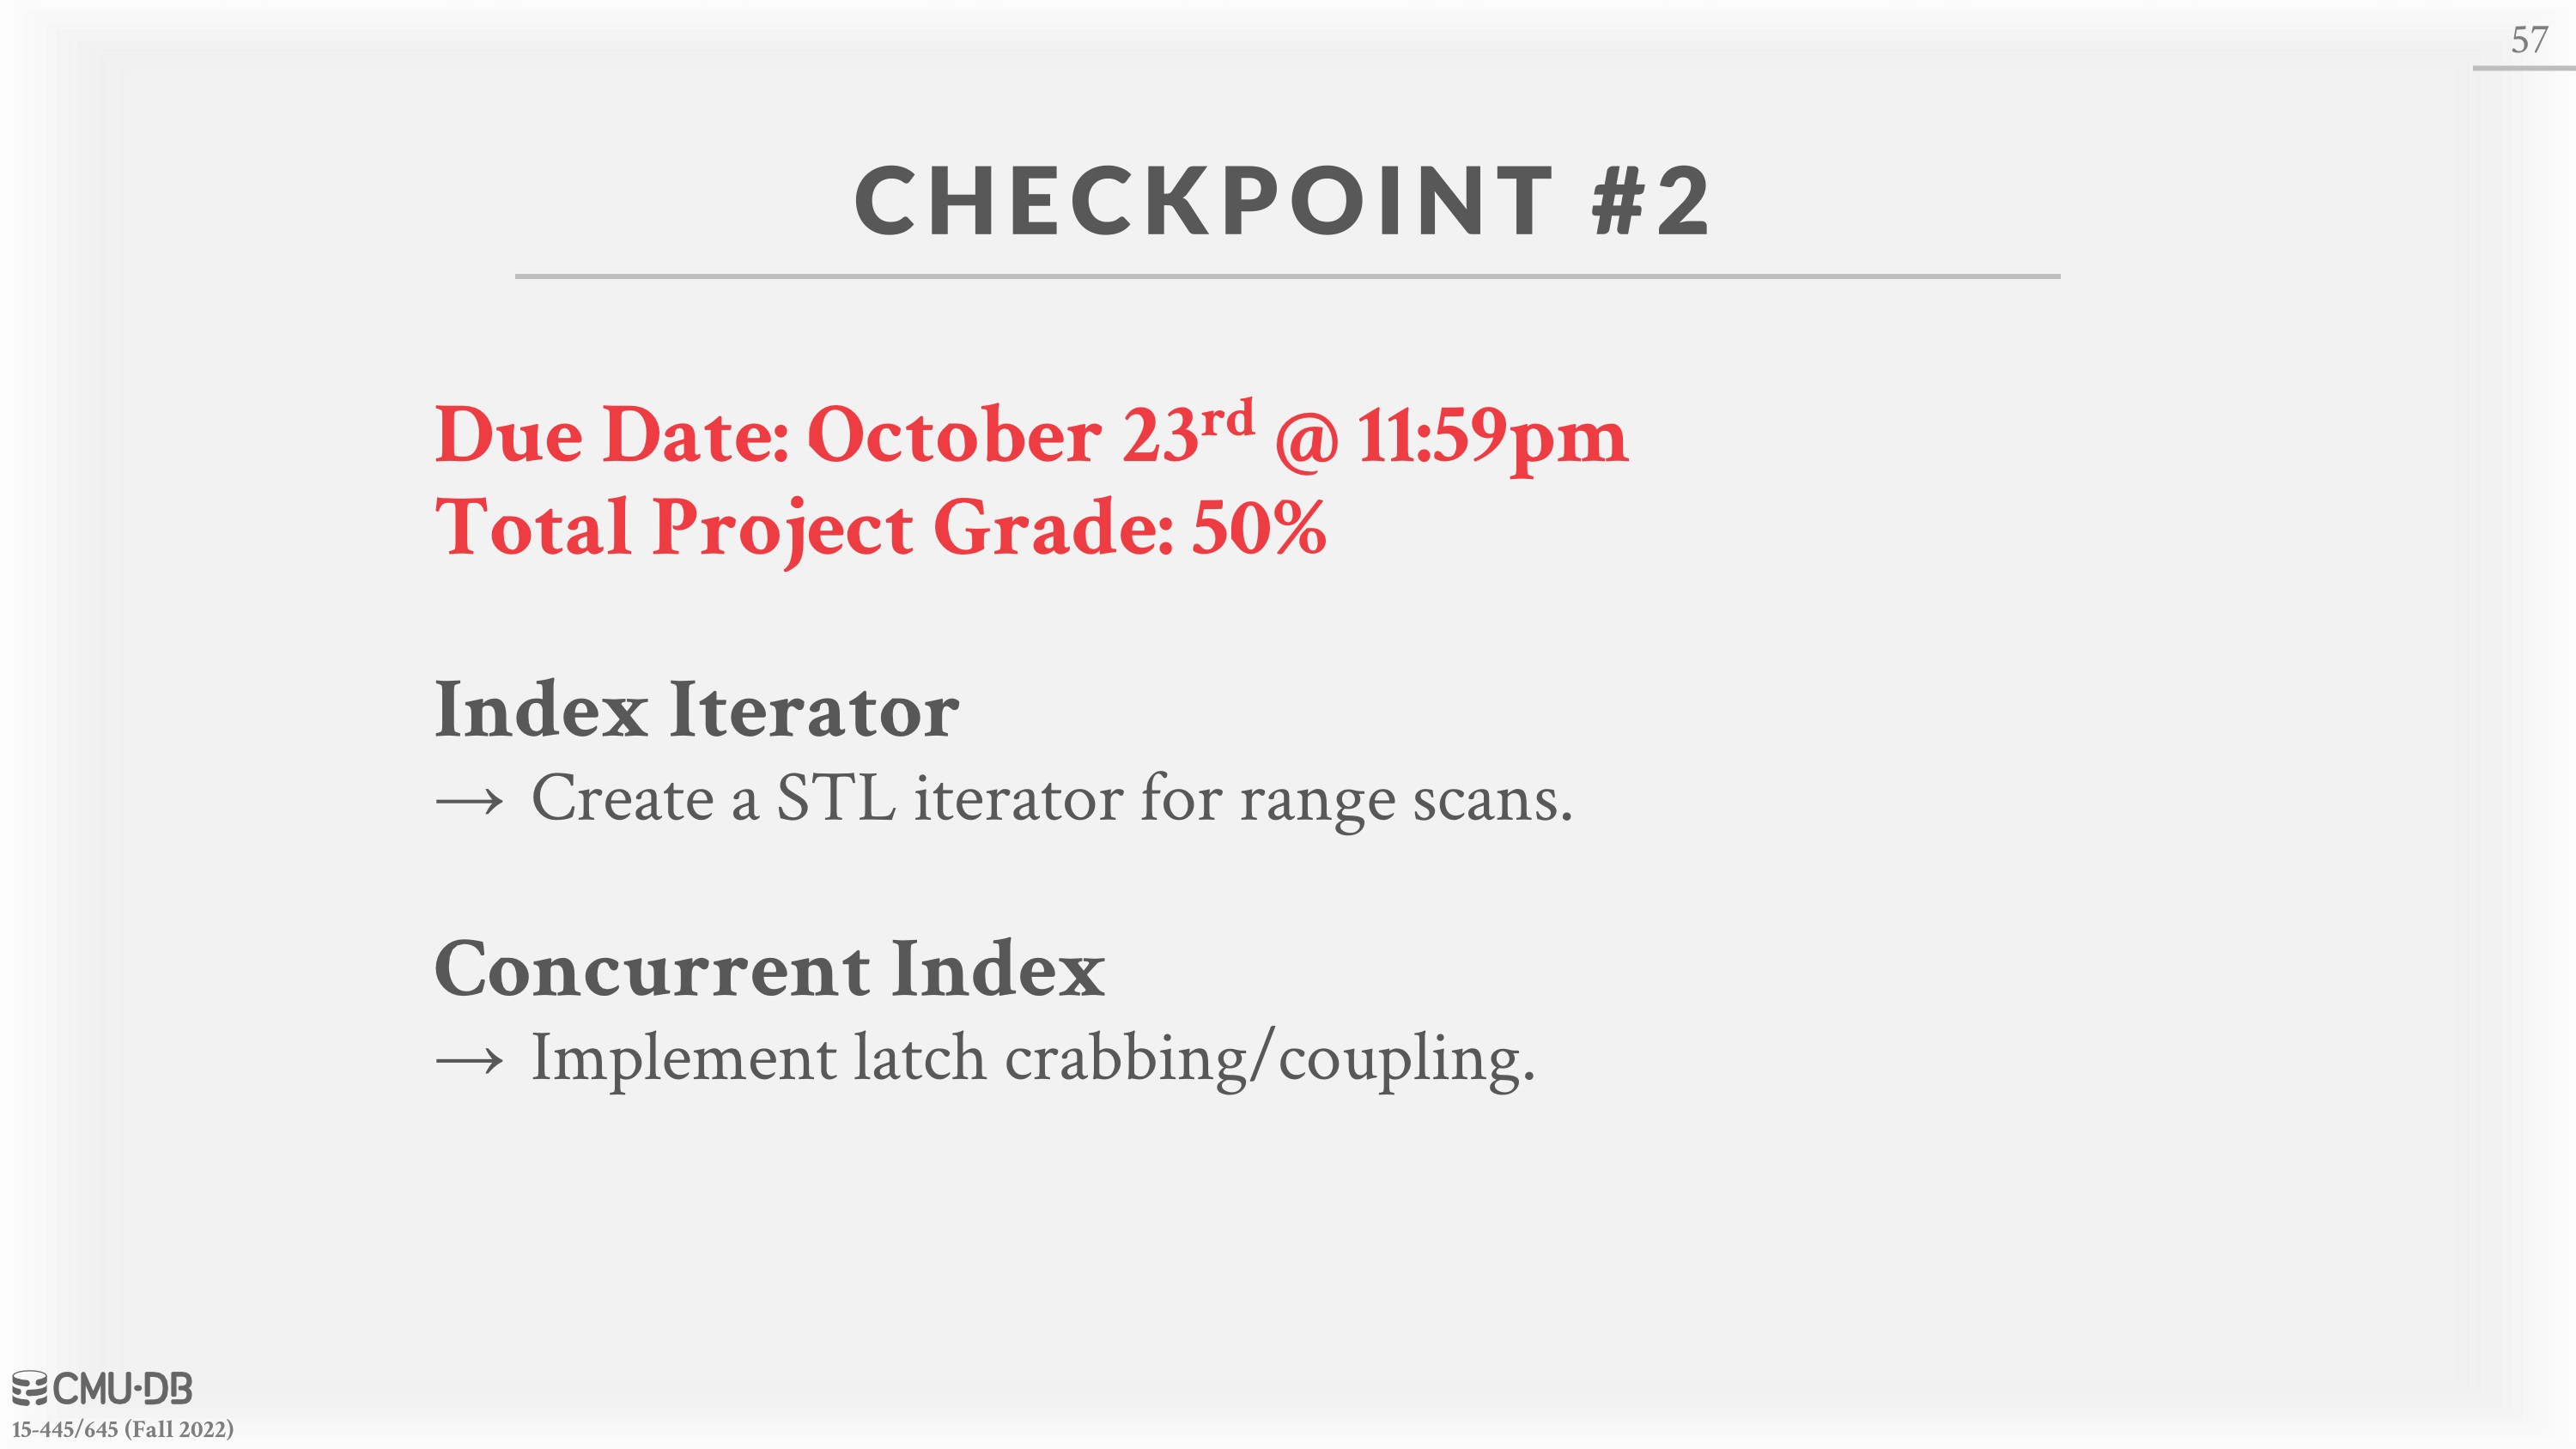 57
CHECKPOINT #2
Due Date: October 23rd @ 11:59pm
Total Project Grade: 50%
Index Iterator
→ Create a STL iterator for range scans.
Concurrent Index
→ Implement latch crabbing/coupling.
CMU·DB
15-445/645 (Fall 2022)